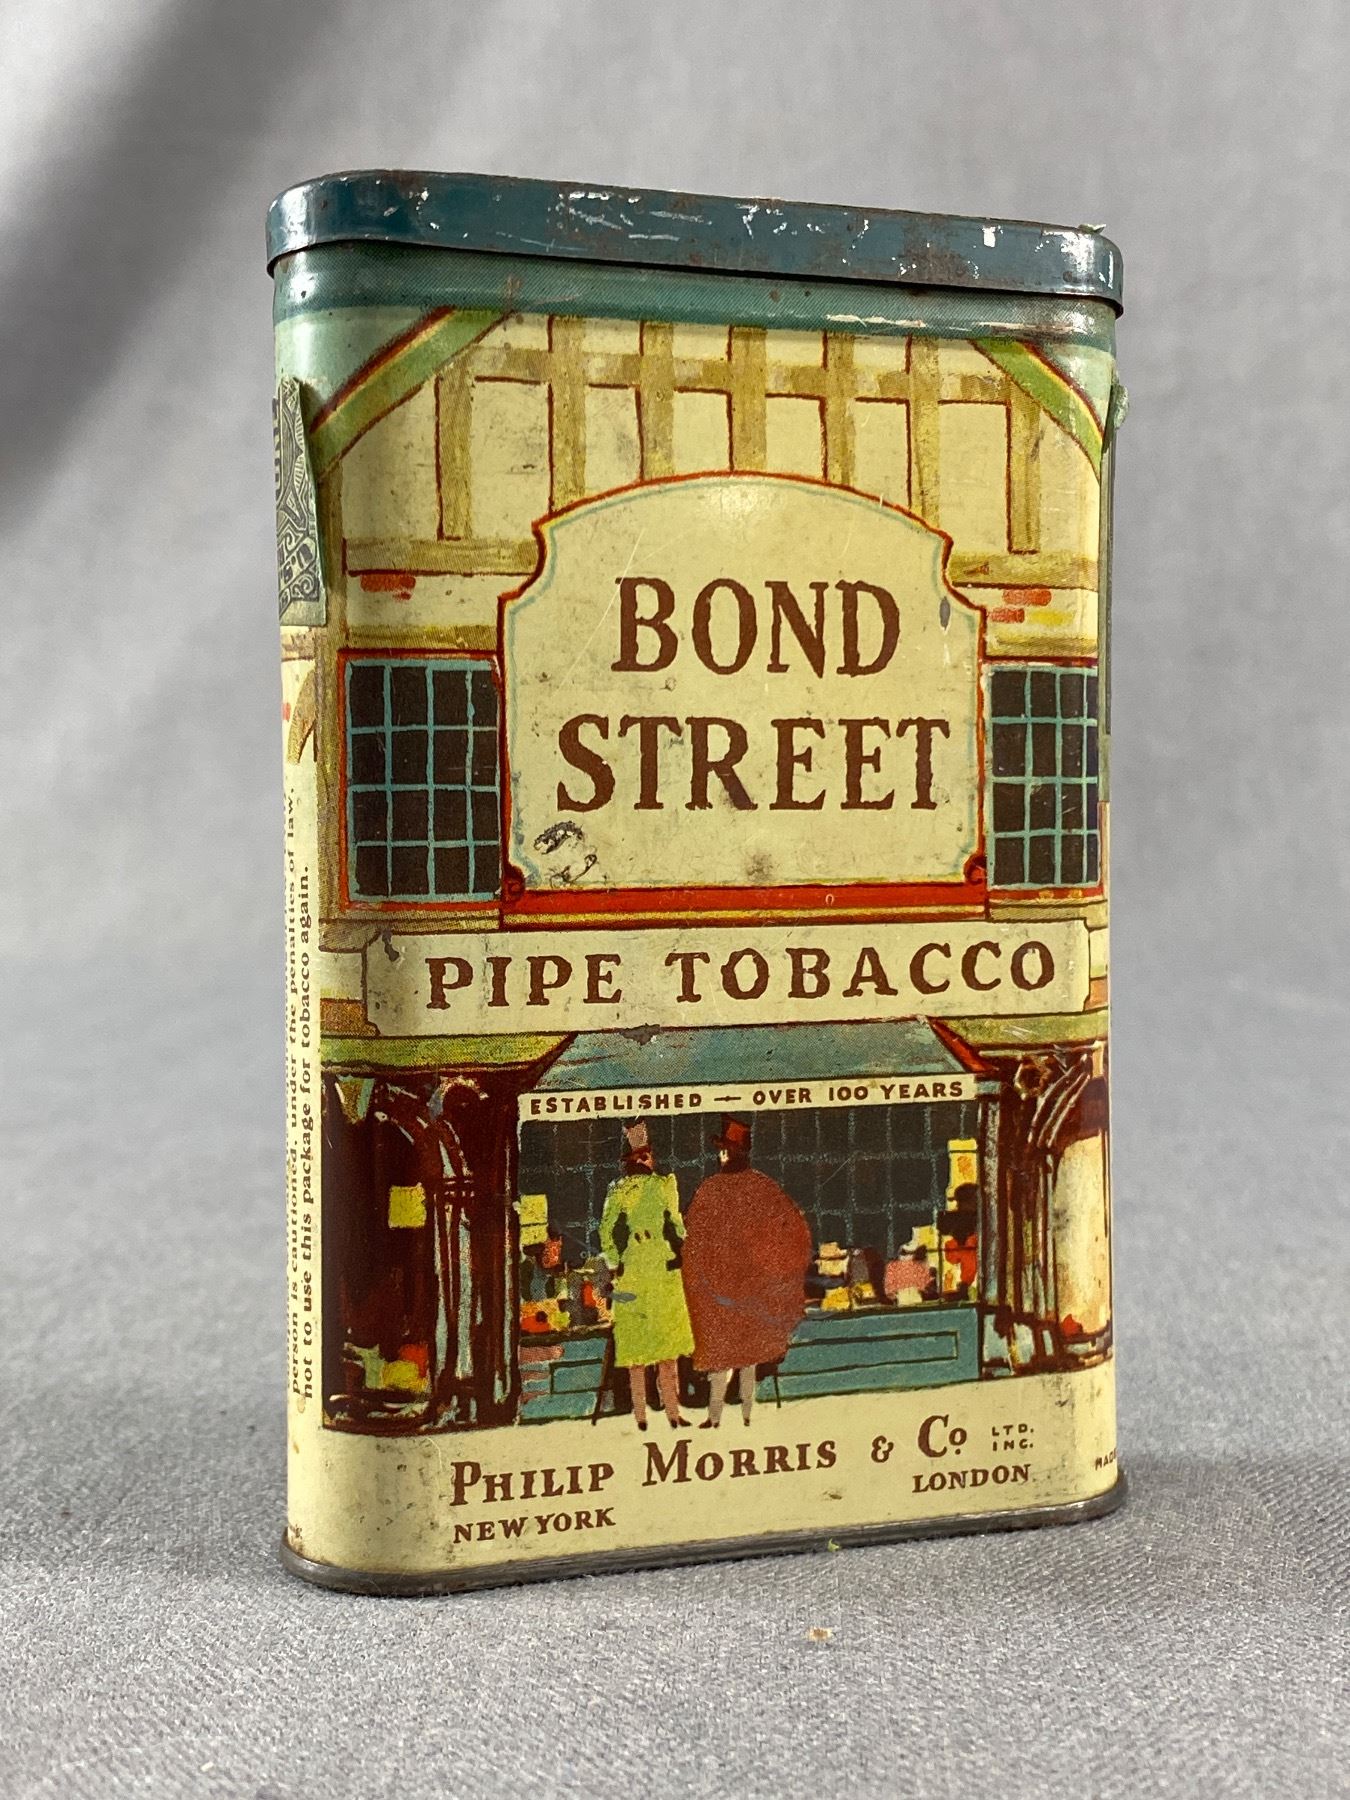 BOND
STREET
PIPE TOBACCO
ESTABLISHED — OVER 100 YEARS
PHILIP MORRIS & Co LTD. INC.
NEW YORK LONDON
person is cautioned, under the penalties of law,
not to use this package for tobacco again.